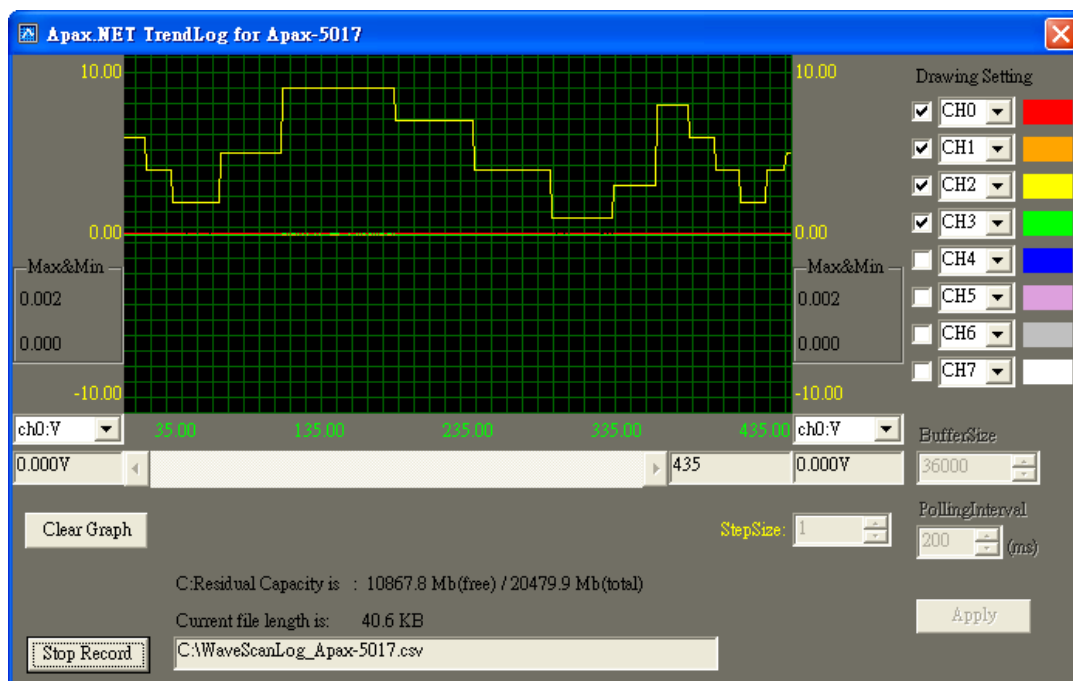 Apax.NET TrendLog for Apax-5017
10.00
10.00
Drawing Setting
CH0
CH1
CH2
CH3
0.00
0.00
CH4
Max&Min
Max&Min
0.002
0.002
CH5
0.000
0.000
CH6
CH7
-10.00
-10.00
ch0:V
35.00 135.00 235.00 335.00 435.00
ch0:V
BufferSize
0.000V
435
0.000V
36000
PollingInterval
Clear Graph
StepSize: 1
200 (ms)
C:Residual Capacity is : 10867.8 Mb(free) / 20479.9 Mb(total)
Current file length is: 40.6 KB
Apply
Stop Record
C:\WaveScanLog_Apax-5017.csv